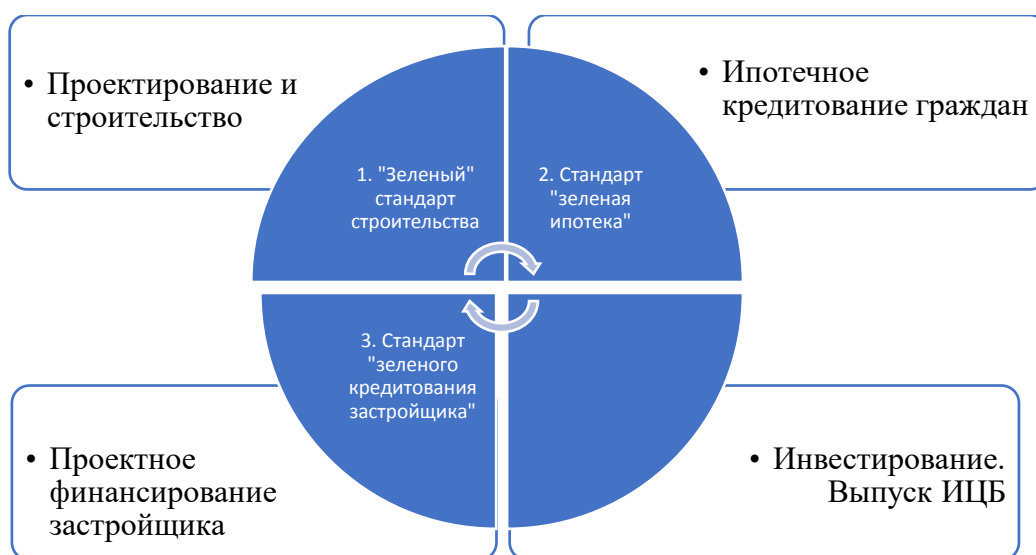 • Проектирование и
строительство
• Ипотечное
кредитование граждан
1. "Зеленый"
стандарт
строительства
2. Стандарт
"зеленая
ипотека"
3. Стандарт
"зеленого
кредитования
застройщика"
• Проектное
финансирование
застройщика
• Инвестирование.
Выпуск ИЦБ